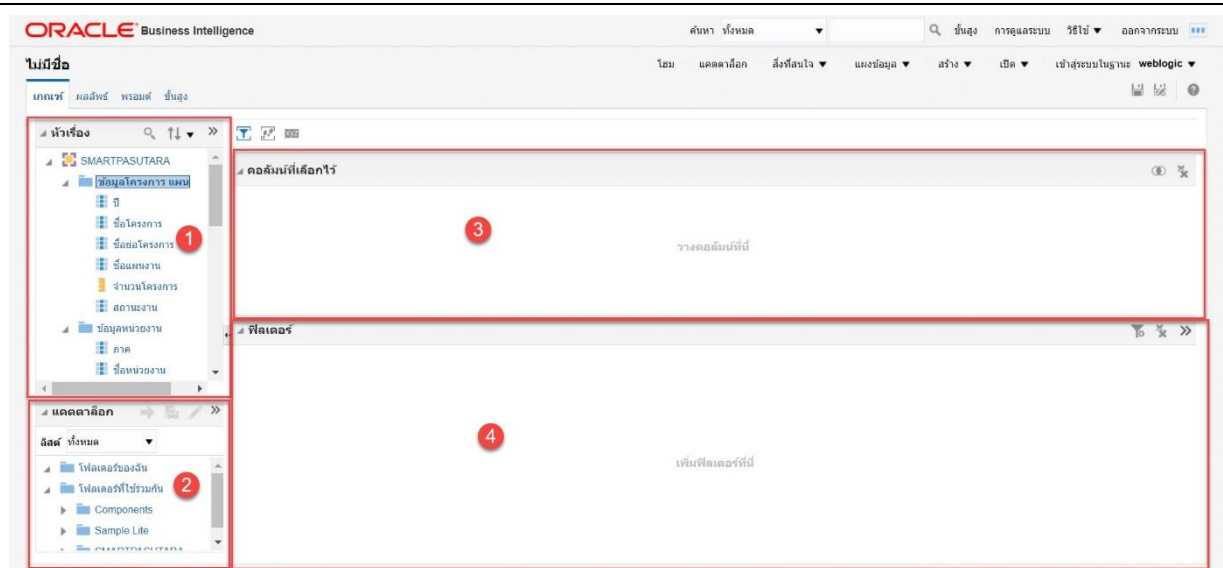 ORACLE Business Intelligence
ค้นหา ทั้งหมด ขั้นสูง การดูแลระบบ วิธีใช้ ออกจากระบบ
ไม่มีชื่อ
โฮม แคตตาล็อก สิ่งที่สนใจ แผงข้อมูล สร้าง เปิด เข้าสู่ระบบในฐานะ weblogic
เกณฑ์ ผลลัพธ์ พรอมต์ ขั้นสูง
หัวเรื่อง
SMARTPASUTARA
ข้อมูลโครงการ แผน
ปี
ชื่อโครงการ
ชื่อย่อโครงการ
1
ชื่อแผนงาน
จำนวนโครงการ
สถานะงาน
ข้อมูลหน่วยงาน
ภาค
ชื่อหน่วยงาน
แคตตาล็อก
ลิสต์ ทั้งหมด
โฟลเดอร์ของฉัน
โฟลเดอร์ที่ใช้ร่วมกัน
2
Components
Sample Lite
SMARTPASUTARA
คอลัมน์ที่เลือกไว้
3
วางคอลัมน์ที่นี่
ฟิลเตอร์
4
เพิ่มฟิลเตอร์ที่นี่